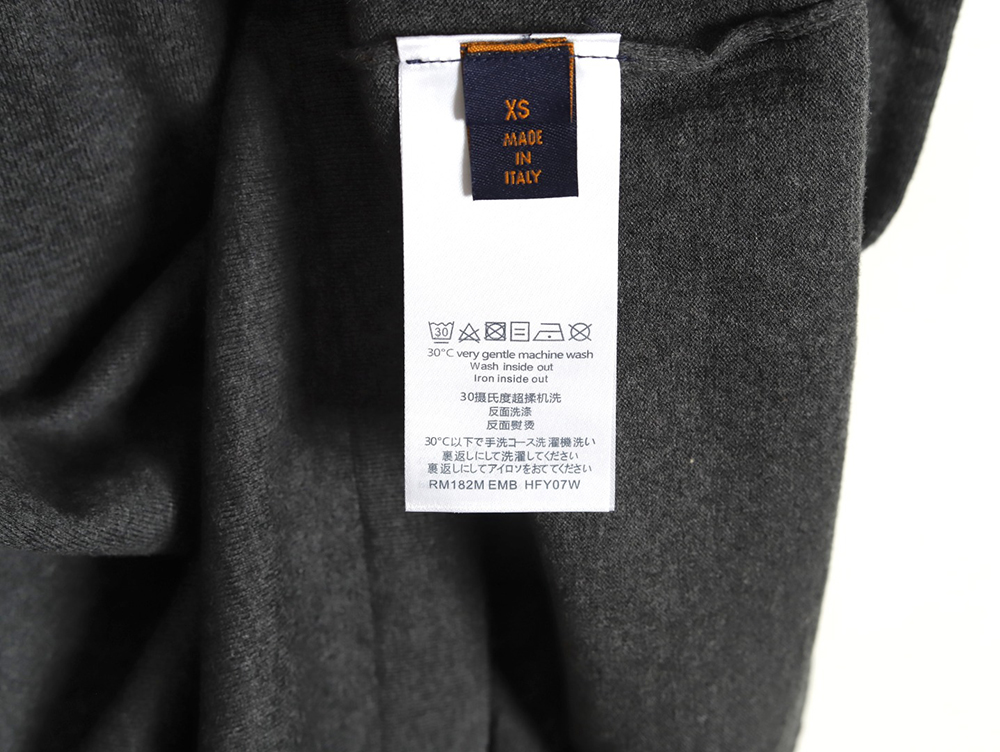 XS
MADE
IN
ITALY
30
30°C very gentle machine wash
Wash inside out
Iron inside out
30摄氏度超揉机洗
反面洗涤
反面熨烫
30℃以下で手洗コース洗濯機洗い
裏返しにして洗濯してください
裏返しにしてアイロソをおててください
RM182M EMB HFY07W